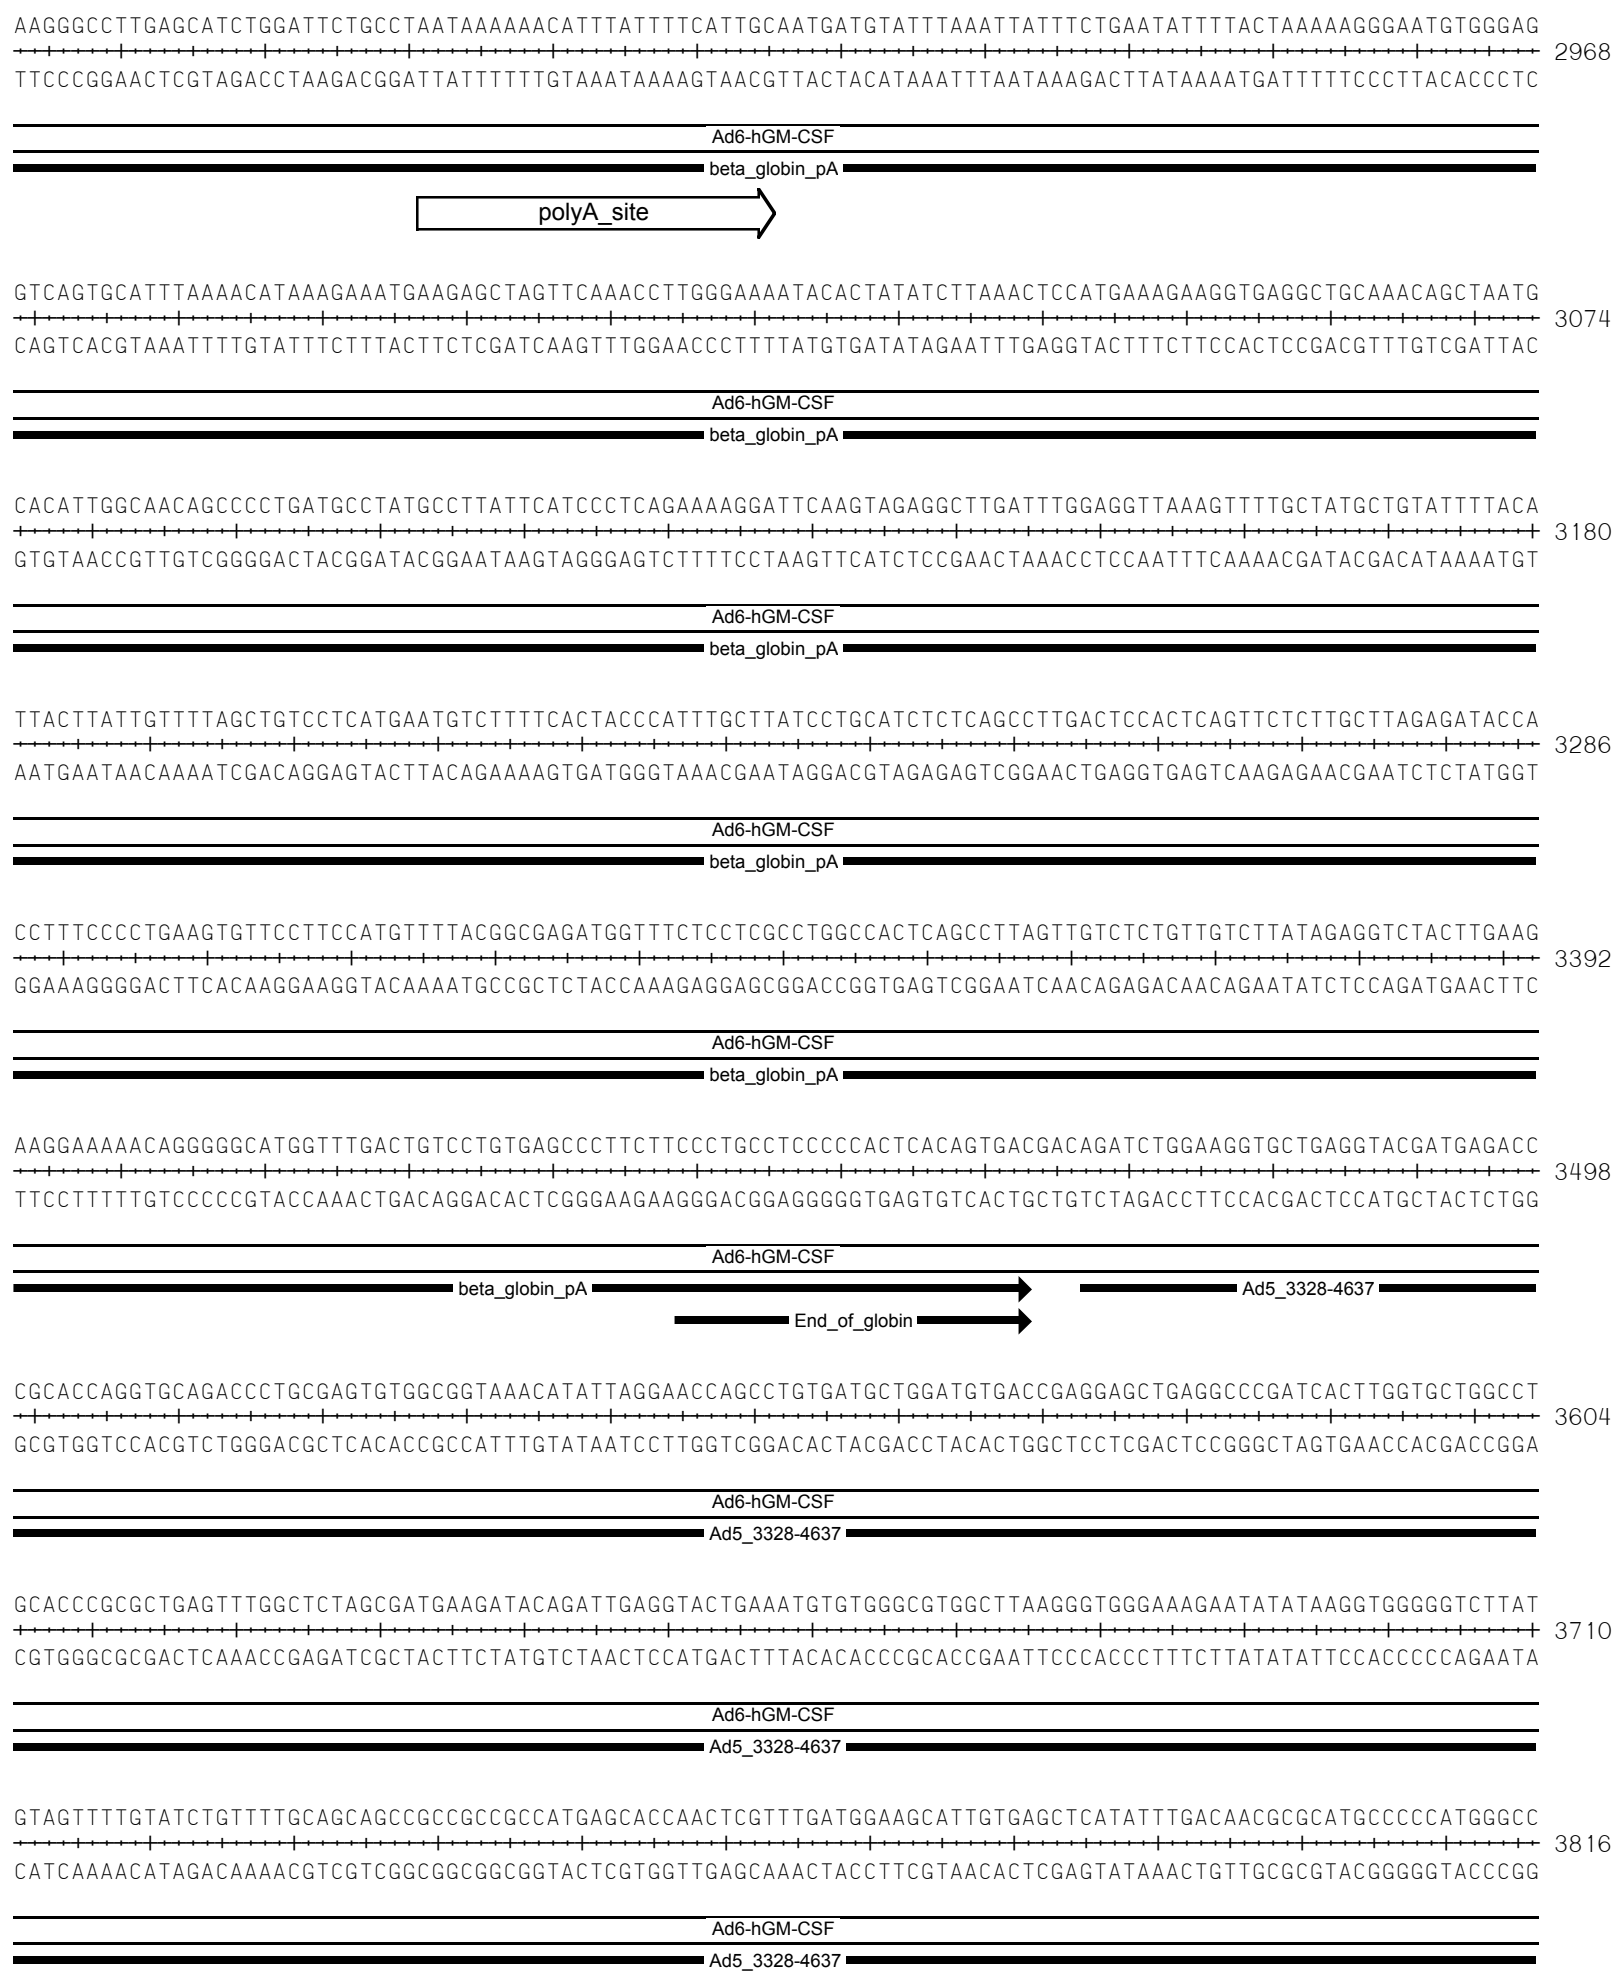 AAGGGCCTTGAGCATCTGGATTCTGCCTAATAAAAAACATTTATTTTCATTGCAATGATGTATTTAAATTATTTCTGAATATTTTACTAAAAAGGGAATGTGGGAG
2968
TTCCCGGAACTCGTAGACCTAAGACGGATTATTTTTTGTAAATAAAAGTAACGTTACTACATAAATTTAATAAAGACTTATAAAATGATTTTTCCCTTACACCCTC
Ad6-hGM-CSF
beta_globin_pA
polyA_site
GTCAGTGCATTTAAAACATAAAGAAATGAAGAGCTAGTTCAAACCTTGGGAAAATACACTATATCTTAAACTCCATGAAAGAAGGTGAGGCTGCAAACAGCTAATG
3074
CAGTCACGTAAATTTTGTATTTCTTTACTTCTCGATCAAGTTTGGAACCCTTTTATGTGATATAGAATTTGAGGTACTTTCTTCCACTCCGACGTTTGTCGATTAC
Ad6-hGM-CSF
beta_globin_pA
CACATTGGCAACAGCCCCTGATGCCTATGCCTTATTCATCCCTCAGAAAAGGATTCAAGTAGAGGCTTGATTTGGAGGTTAAAGTTTTGCTATGCTGTATTTTACA
3180
GTGTAACCGTTGTCGGGGACTACGGATACGGAATAAGTAGGGAGTCTTTTCCTAAGTTCATCTCCGAACTAAACCTCCAATTTCAAAACGATACGACATAAAATGT
Ad6-hGM-CSF
beta_globin_pA
TTACTTATTGTTTTAGCTGTCCTCATGAATGTCTTTTCACTACCCATTTGCTTATCCTGCATCTCTCAGCCTTGACTCCACTCAGTTCTCTTGCTTAGAGATACCA
3286
AATGAATAACAAAATCGACAGGAGTACTTACAGAAAAGTGATGGGTAAACGAATAGGACGTAGAGAGTCGGAACTGAGGTGAGTCAAGAGAACGAATCTCTATGGT
Ad6-hGM-CSF
beta_globin_pA
CCTTTCCCCTGAAGTGTTCCTTCCATGTTTTACGGCGAGATGGTTTCTCCTCGCCTGGCCACTCAGCCTTAGTTGTCTCTGTTGTCTTATAGAGGTCTACTTGAAG
3392
GGAAAGGGGACTTCACAAGGAAGGTACAAAATGCCGCTCTACCAAAGAGGAGCGGACCGGTGAGTCGGAATCAACAGAGACAACAGAATATCTCCAGATGAACTTC
Ad6-hGM-CSF
beta_globin_pA
AAGGAAAAACAGGGGGCATGGTTTGACTGTCCTGTGAGCCCTTCTTCCCTGCCTCCCCCACTCACAGTGACGACAGATCTGGAAGGTGCTGAGGTACGATGAGACC
3498
TTCCTTTTTGTCCCCCGTACCAAACTGACAGGACACTCGGGAAGAAGGGACGGAGGGGGTGAGTGTCACTGCTGTCTAGACCTTCCACGACTCCATGCTACTCTGG
Ad6-hGM-CSF
beta_globin_pA Ad5_3328-4637
End_of_globin
CGCACCAGGTGCAGACCCTGCGAGTGTGGCGGTAAACATATTAGGAACCAGCCTGTGATGCTGGATGTGACCGAGGAGCTGAGGCCCGATCACTTGGTGCTGGCCT
3604
GCGTGGTCCACGTCTGGGACGCTCACACCGCCATTTGTATAATCCTTGGTCGGACACTACGACCTACACTGGCTCCTCGACTCCGGGCTAGTGAACCACGACCGGA
Ad6-hGM-CSF
Ad5_3328-4637
GCACCCGCGCTGAGTTTGGCTCTAGCGATGAAGATACAGATTGAGGTACTGAAATGTGTGGGCGTGGCTTAAGGGTGGGAAAGAATATATAAGGTGGGGGTCTTAT
3710
CGTGGGCGCGACTCAAACCGAGATCGCTACTTCTATGTCTAACTCCATGACTTTACACACCCGCACCGAATTCCCACCCTTTCTTATATATTCCACCCCCAGAATA
Ad6-hGM-CSF
Ad5_3328-4637
GTAGTTTTGTATCTGTTTTGCAGCAGCCGCCGCCGCCATGAGCACCAACTCGTTTGATGGAAGCATTGTGAGCTCATATTTGACAACGCGCATGCCCCCATGGGCC
3816
CATCAAAACATAGACAAAACGTCGTCGGCGGCGGCGGTACTCGTGGTTGAGCAAACTACCTTCGTAACACTCGAGTATAAACTGTTGCGCGTACGGGGGTACCCGG
Ad6-hGM-CSF
Ad5_3328-4637